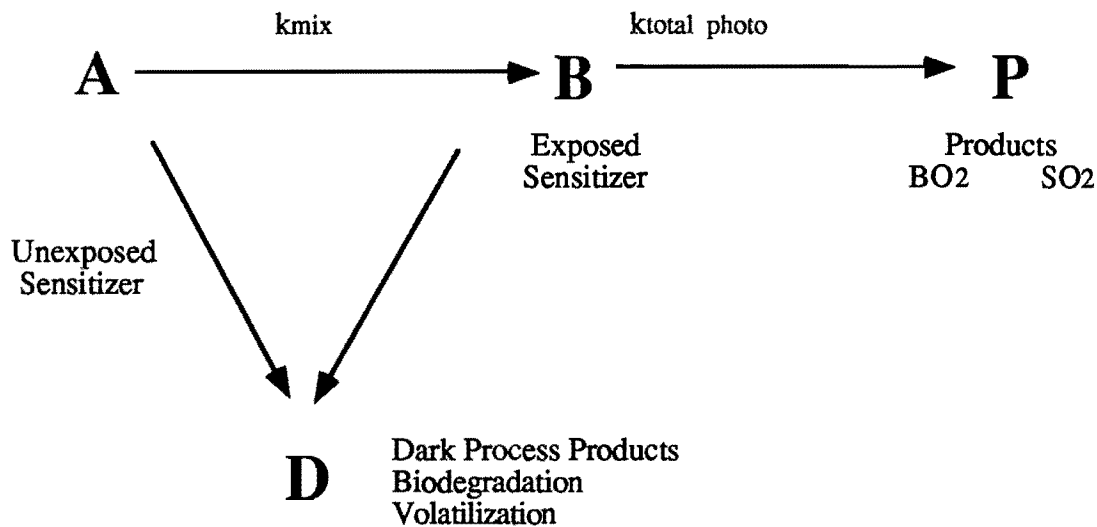 kmix
ktotal photo
A
B
P
Exposed
Sensitizer
Products
BO2 SO2
Unexposed
Sensitizer
D
Dark Process Products
Biodegradation
Volatilization